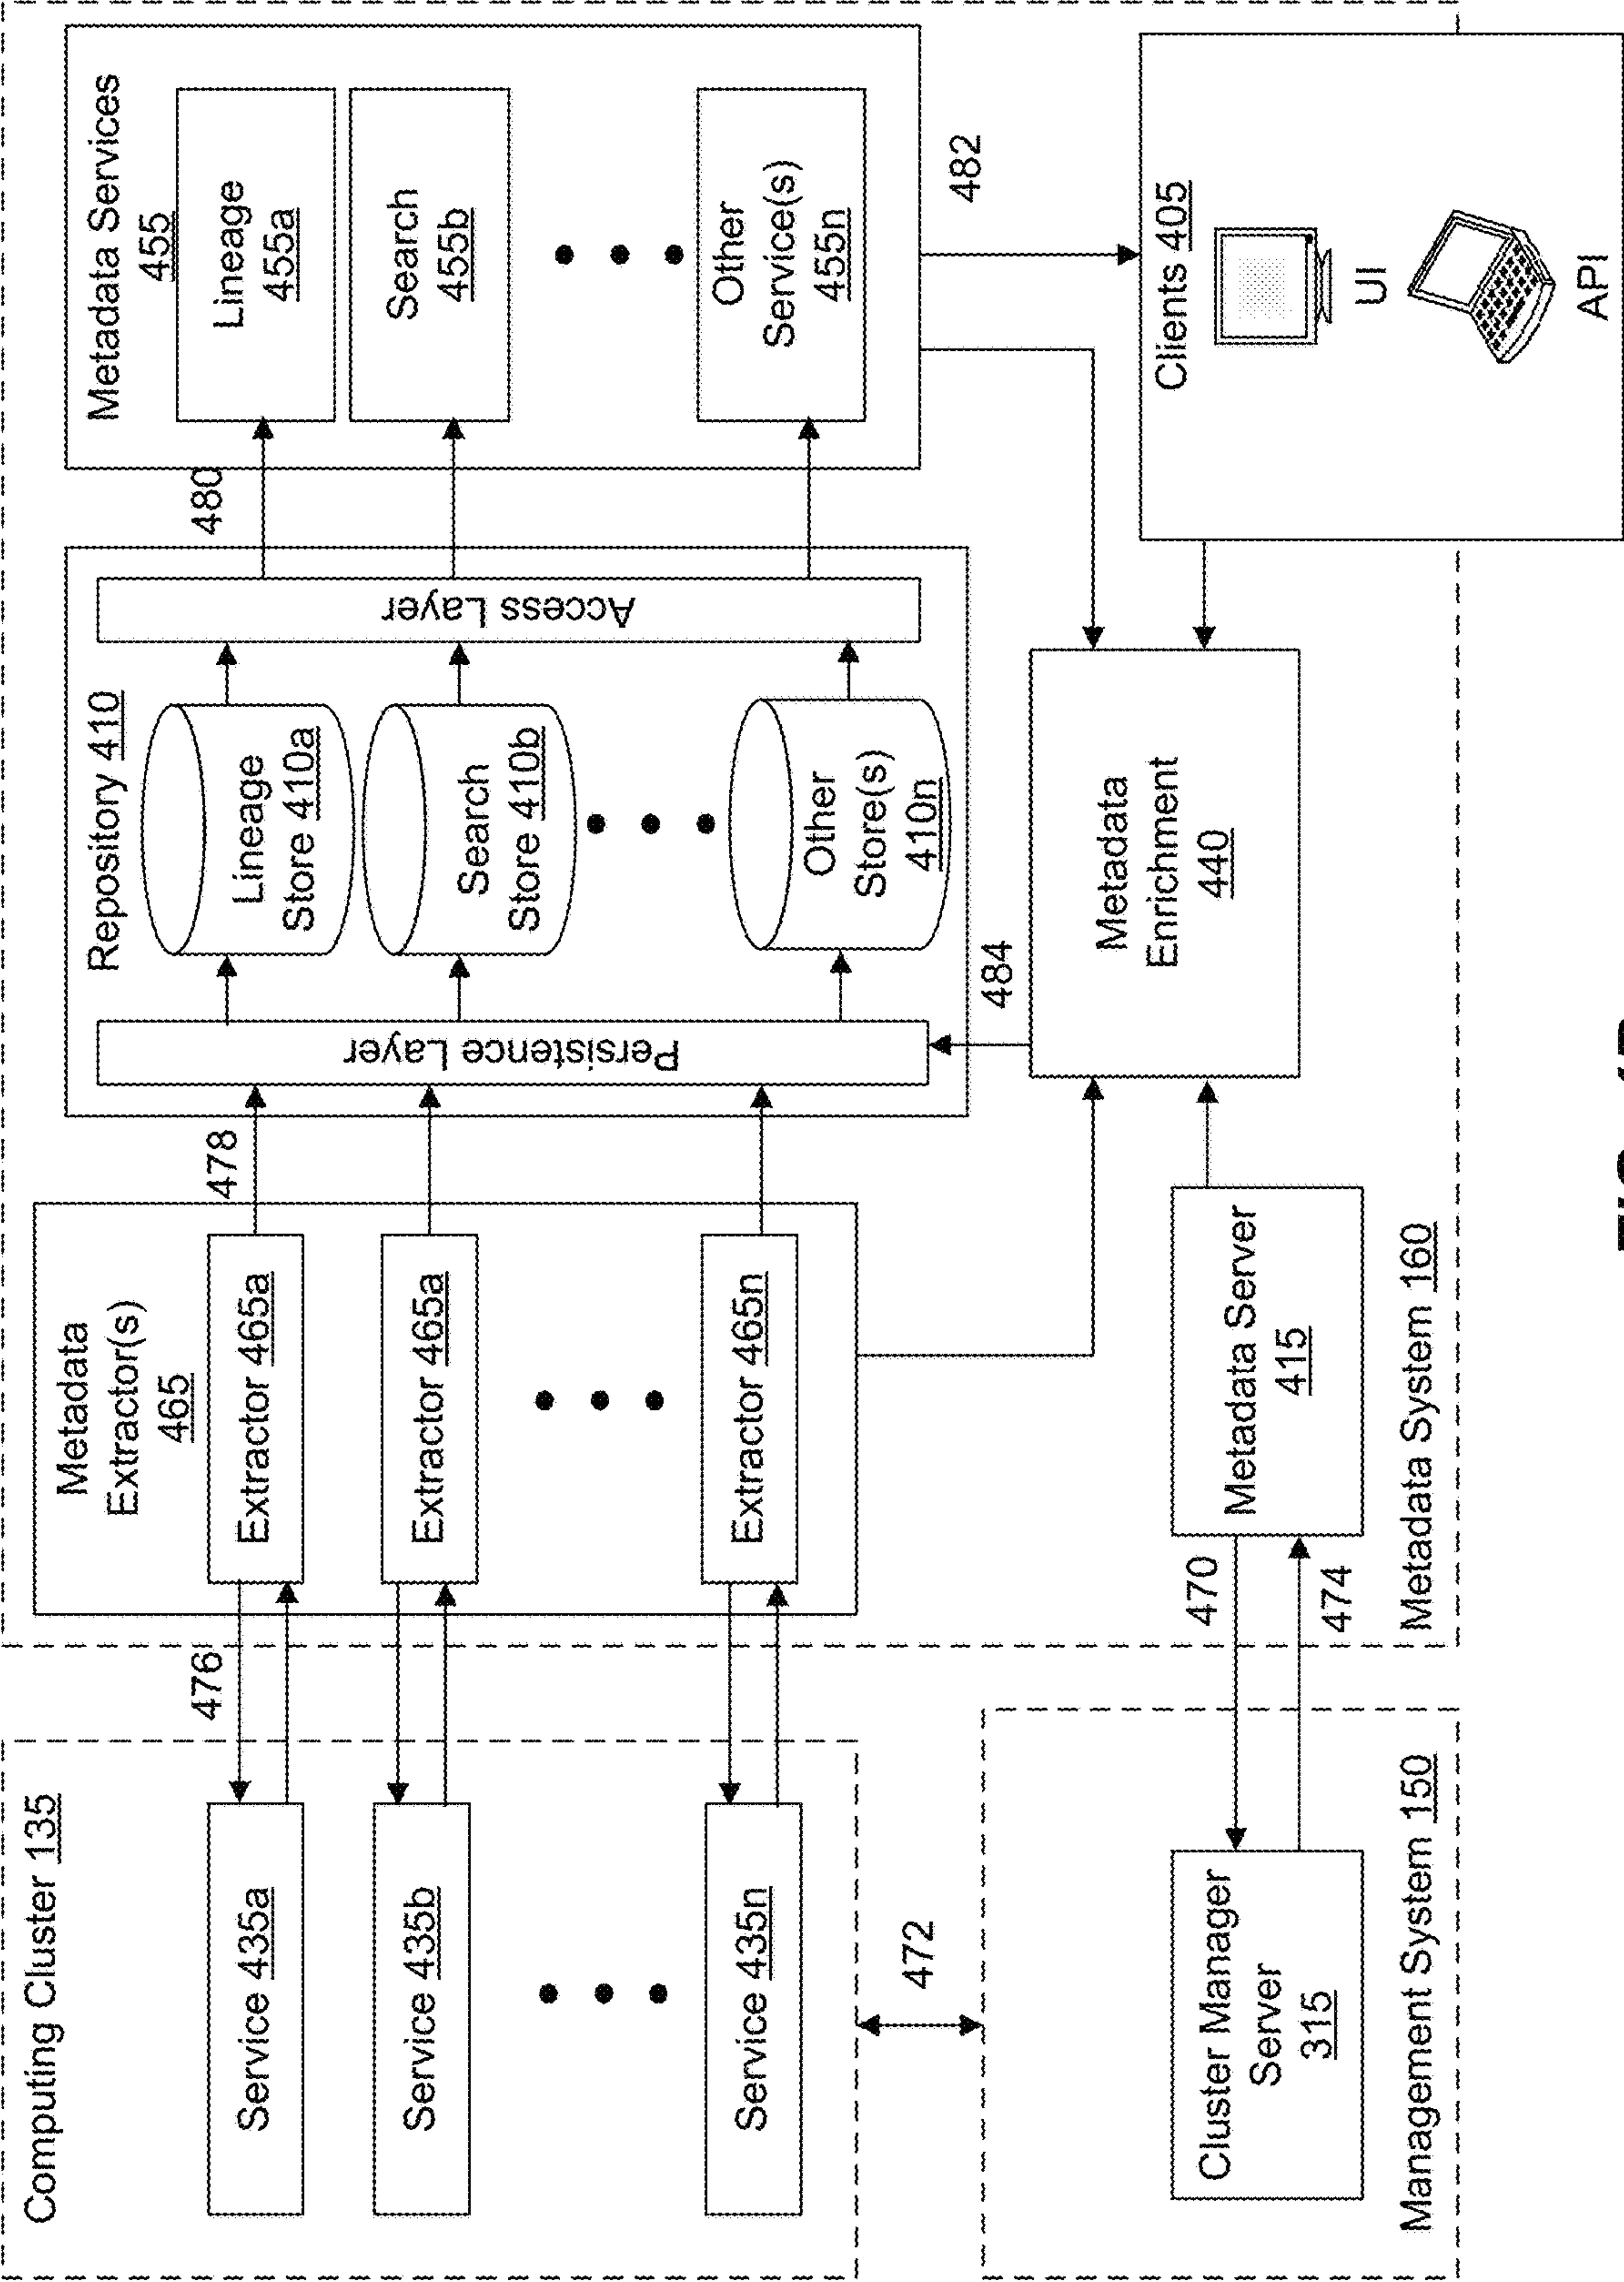 Computing Cluster 135
Service 435a
Service 435b
Service 435n
472
Cluster Manager
Server
315
Management System 150
476
470
474
Metadata
Extractor(s)
465
Extractor 465a
Extractor 465a
Extractor 465n
Metadata Server
415
Metadata System 160
478
Repository 410
Persistence Layer
Lineage
Store 410a
Search
Store 410b
Other
Store(s)
410n
Access Layer
484
Metadata
Enrichment
440
480
Metadata Services
455
Lineage
455a
Search
455b
Other
Service(s)
455n
482
Clients 405
UI
API